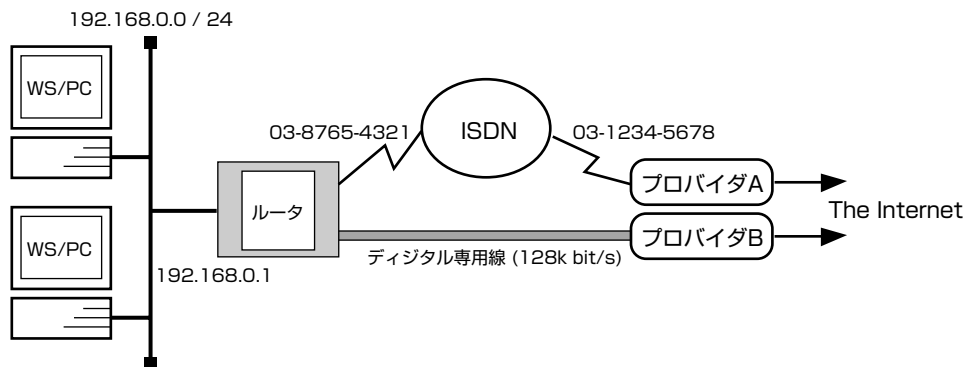 192.168.0.0 / 24
WS/PC
03-8765-4321
ISDN
03-1234-5678
プロバイダA
ルータ
The Internet
WS/PC
プロバイダB
ディジタル専用線 (128k bit/s)
192.168.0.1